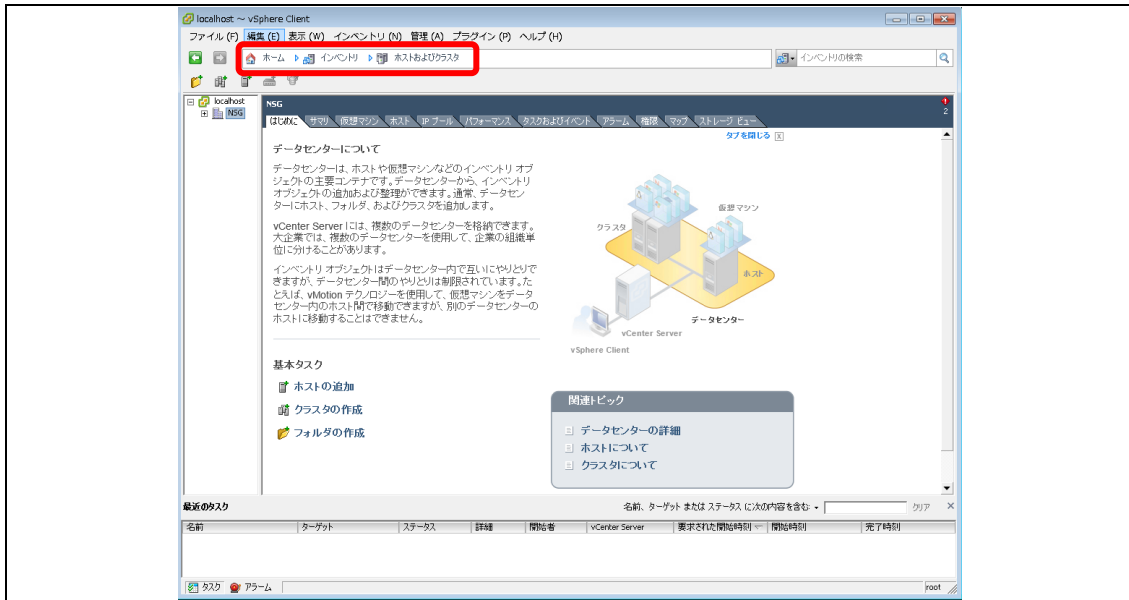 localhost ～ vSphere Client
ファイル (F) 編集 (E) 表示 (W) インベントリ (N) 管理 (A) プラグイン (P) ヘルプ (H)
ホーム インベントリ ホストおよびクラスタ インベントリの検索
localhost
NSG
NSG
2
はじめに サマリ 仮想マシン ホスト IP プール パフォーマンス タスクおよびイベント アラーム 権限 マップ ストレージ ビュー
タブを閉じる
データセンターについて
データセンターは、ホストや仮想マシンなどのインベントリ オブ
ジェクトの主要コンテナです。データセンターから、インベントリ
オブジェクトの追加および整理ができます。通常、データセン
ターにホスト、フォルダ、およびクラスタを追加します。
vCenter Server には、複数のデータセンターを格納できます。
大企業では、複数のデータセンターを使用して、企業の組織単
位に分けることがあります。
インベントリ オブジェクトはデータセンター内で互いにやりとりで
きますが、データセンター間のやりとりは制限されています。た
とえば、vMotion テクノロジーを使用して、仮想マシンをデータ
センター内のホスト間で移動できますが、別のデータセンターの
ホストに移動することはできません。
仮想マシン
クラスタ
ホスト
データセンター
vCenter Server
vSphere Client
基本タスク
ホストの追加
クラスタの作成
フォルダの作成
関連トピック
データセンターの詳細
ホストについて
クラスタについて
最近のタスク 名前、ターゲット または ステータス に次の内容を含む: クリア
名前 ターゲット ステータス 詳細 開始者 vCenter Server 要求された開始時刻 開始時刻 完了時刻
タスク アラーム root